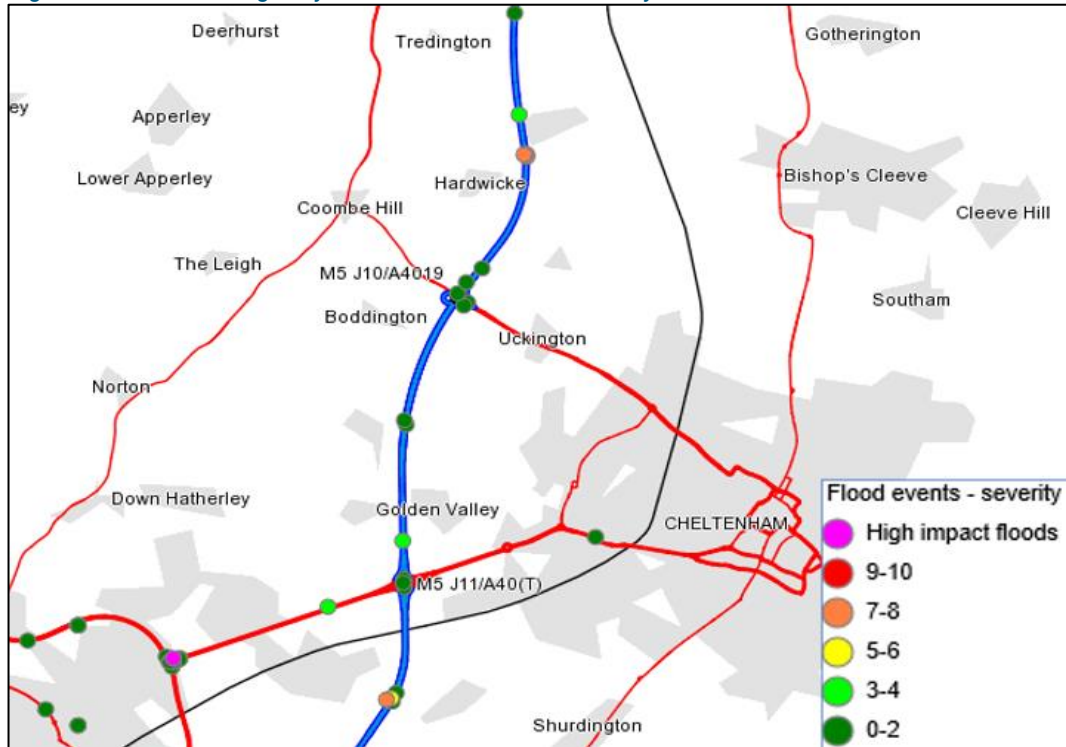 Deerhurst
Tredington
Gotherington
ey
Apperley
Lower Apperley
Hardwicke
Bishop's Cleeve
Coombe Hill
Cleeve Hill
The Leigh
M5 J10/A4019
Southam
Boddington
Uckington
Norton
Down Hatherley
Golden Valley
CHELTENHAM
M5 J11/A40(T)
Shurdington
Flood events - severity
High impact floods
9-10
7-8
5-6
3-4
0-2